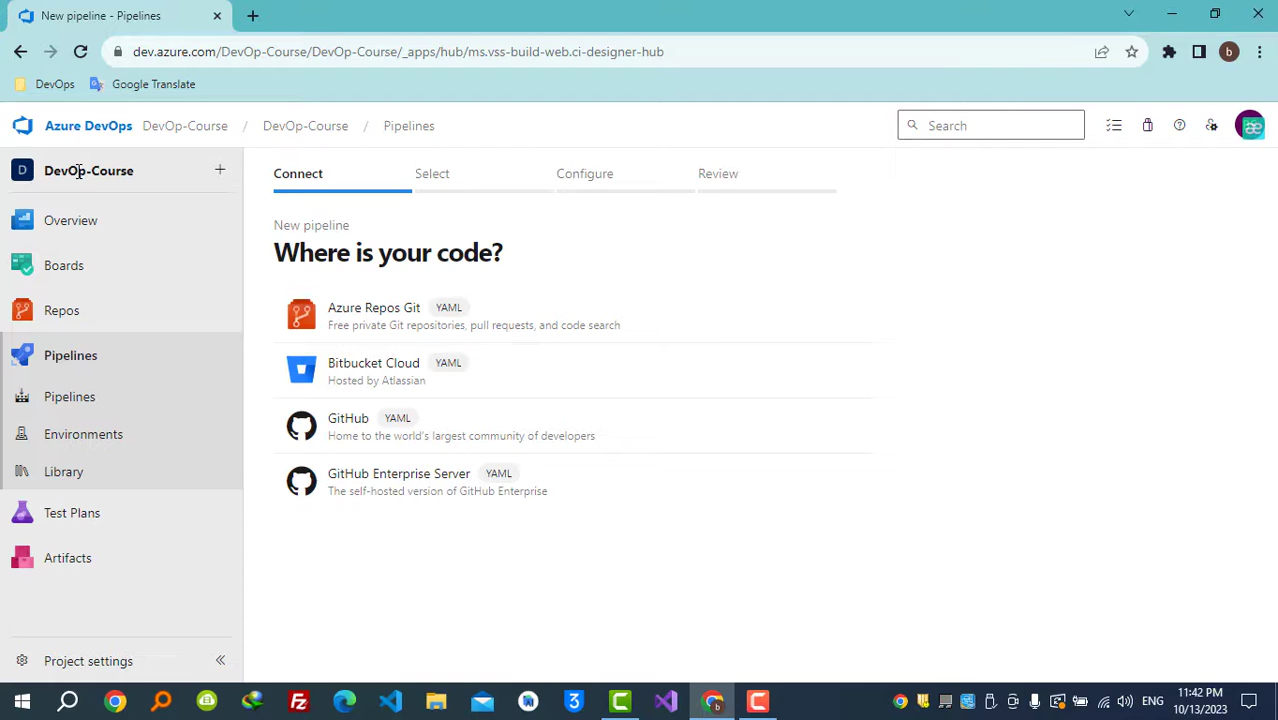 New pipeline - Pipelines
dev.azure.com/DevOp-Course/DevOp-Course/_apps/hub/ms.vss-build-web.ci-designer-hub
b
DevOps
Google Translate
Azure DevOps DevOp-Course / DevOp-Course / Pipelines
Search
D DevOp-Course
Overview
Boards
Repos
Pipelines
Pipelines
Environments
Library
Test Plans
Artifacts
Project settings
Connect Select Configure Review
New pipeline
Where is your code?
Azure Repos Git YAML
Free private Git repositories, pull requests, and code search
Bitbucket Cloud YAML
Hosted by Atlassian
GitHub YAML
Home to the world's largest community of developers
GitHub Enterprise Server YAML
The self-hosted version of GitHub Enterprise
ENG
11:42 PM
10/13/2023